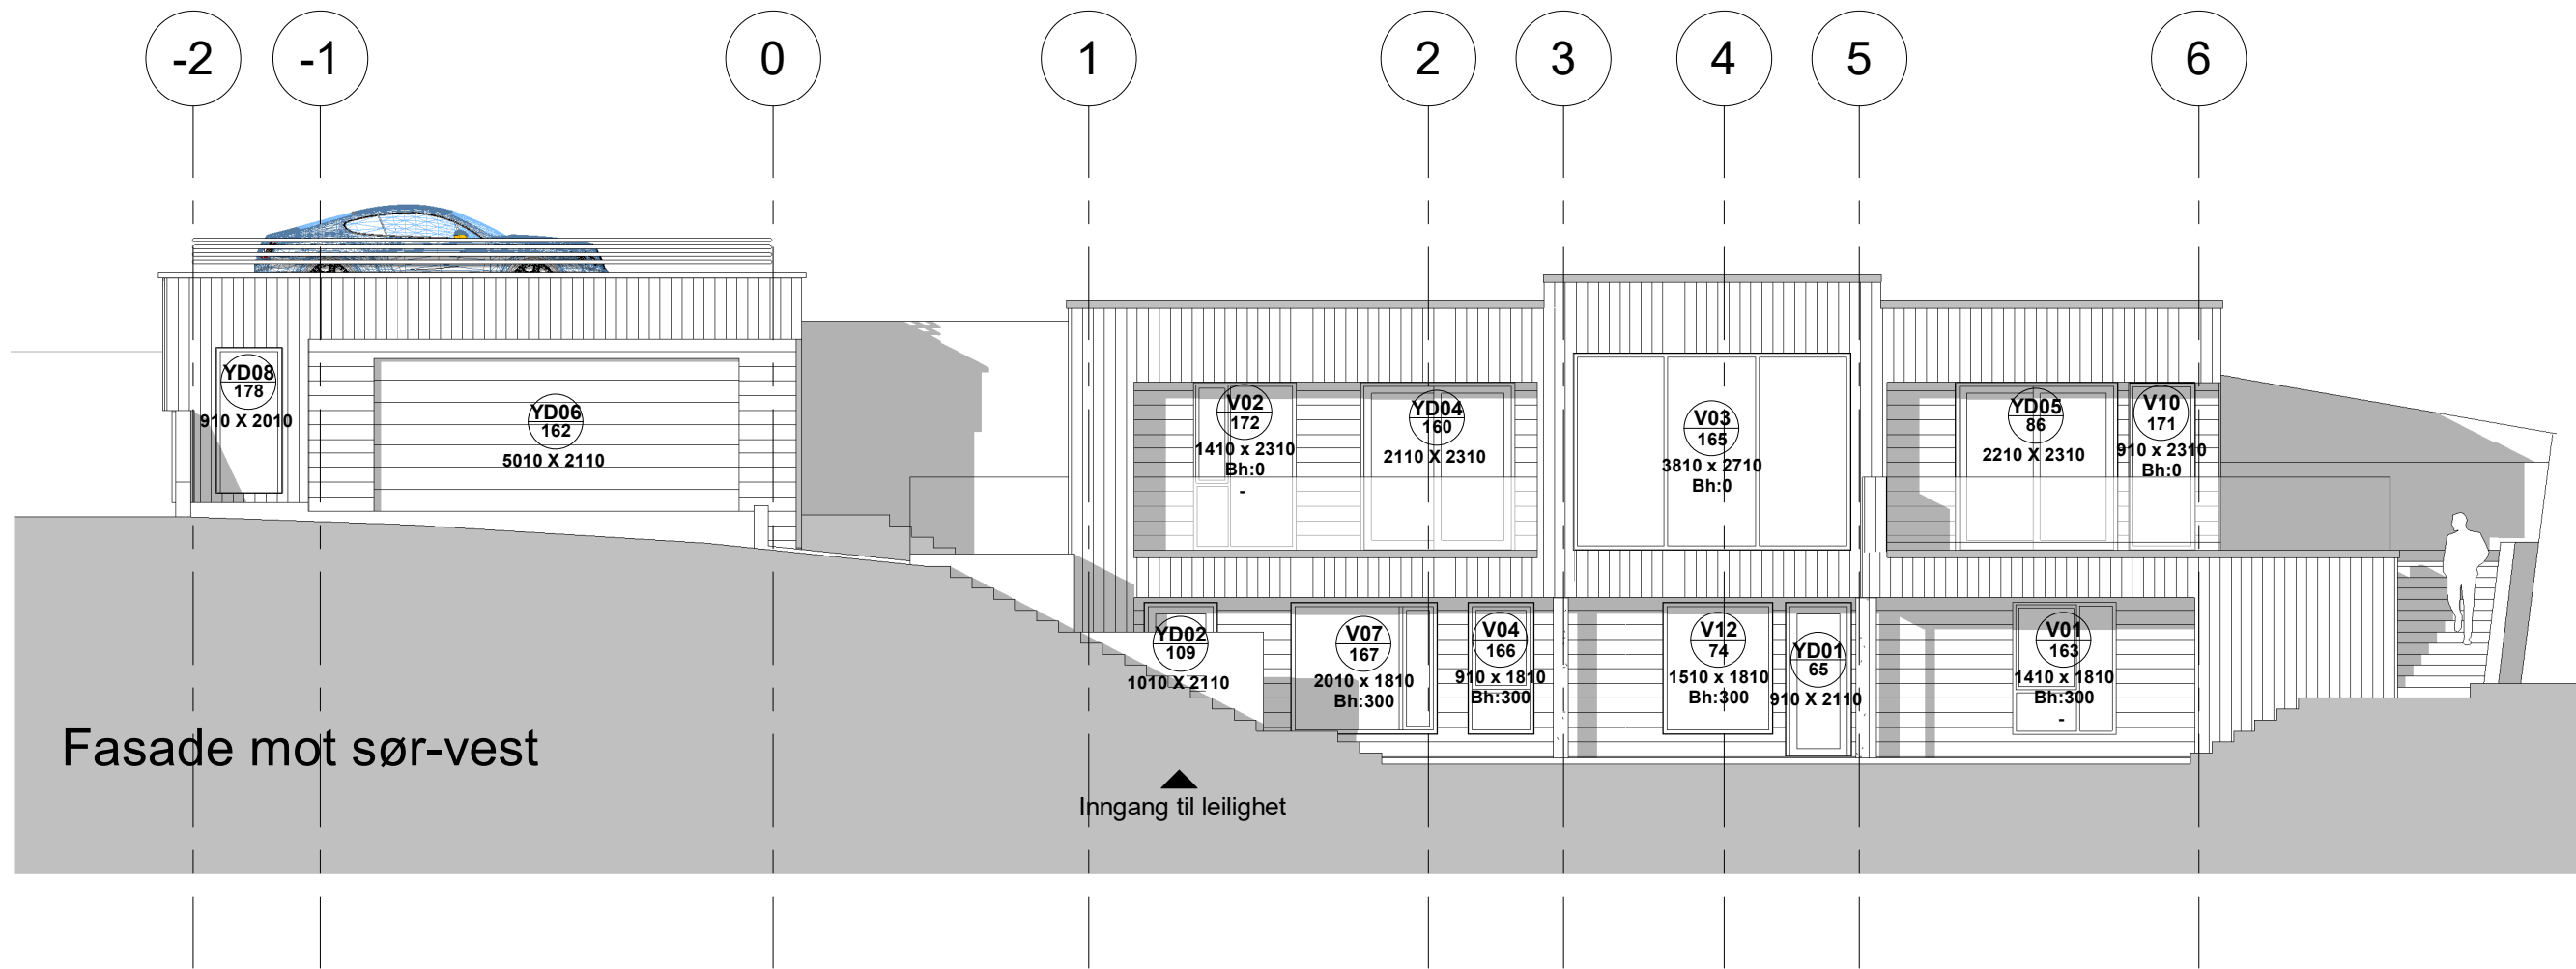 -2 -1 0 1 2 3 4 5 6
YD08
178
910 X 2010
YD06
162
5010 X 2110
V02
172
1410 x 2310
Bh:0
-
YD04
160
2110 X 2310
V03
165
3810 x 2710
Bh:0
YD05
86
2210 X 2310
V10
171
910 x 2310
Bh:0
YD02
109
1010 X 2110
V07
167
2010 x 1810
Bh:300
V04
166
910 x 1810
Bh:300
V12
74
1510 x 1810
Bh:300
YD01
65
910 X 2110
V01
163
1410 x 1810
Bh:300
-
Fasade mot sør-vest
Inngang til leilighet